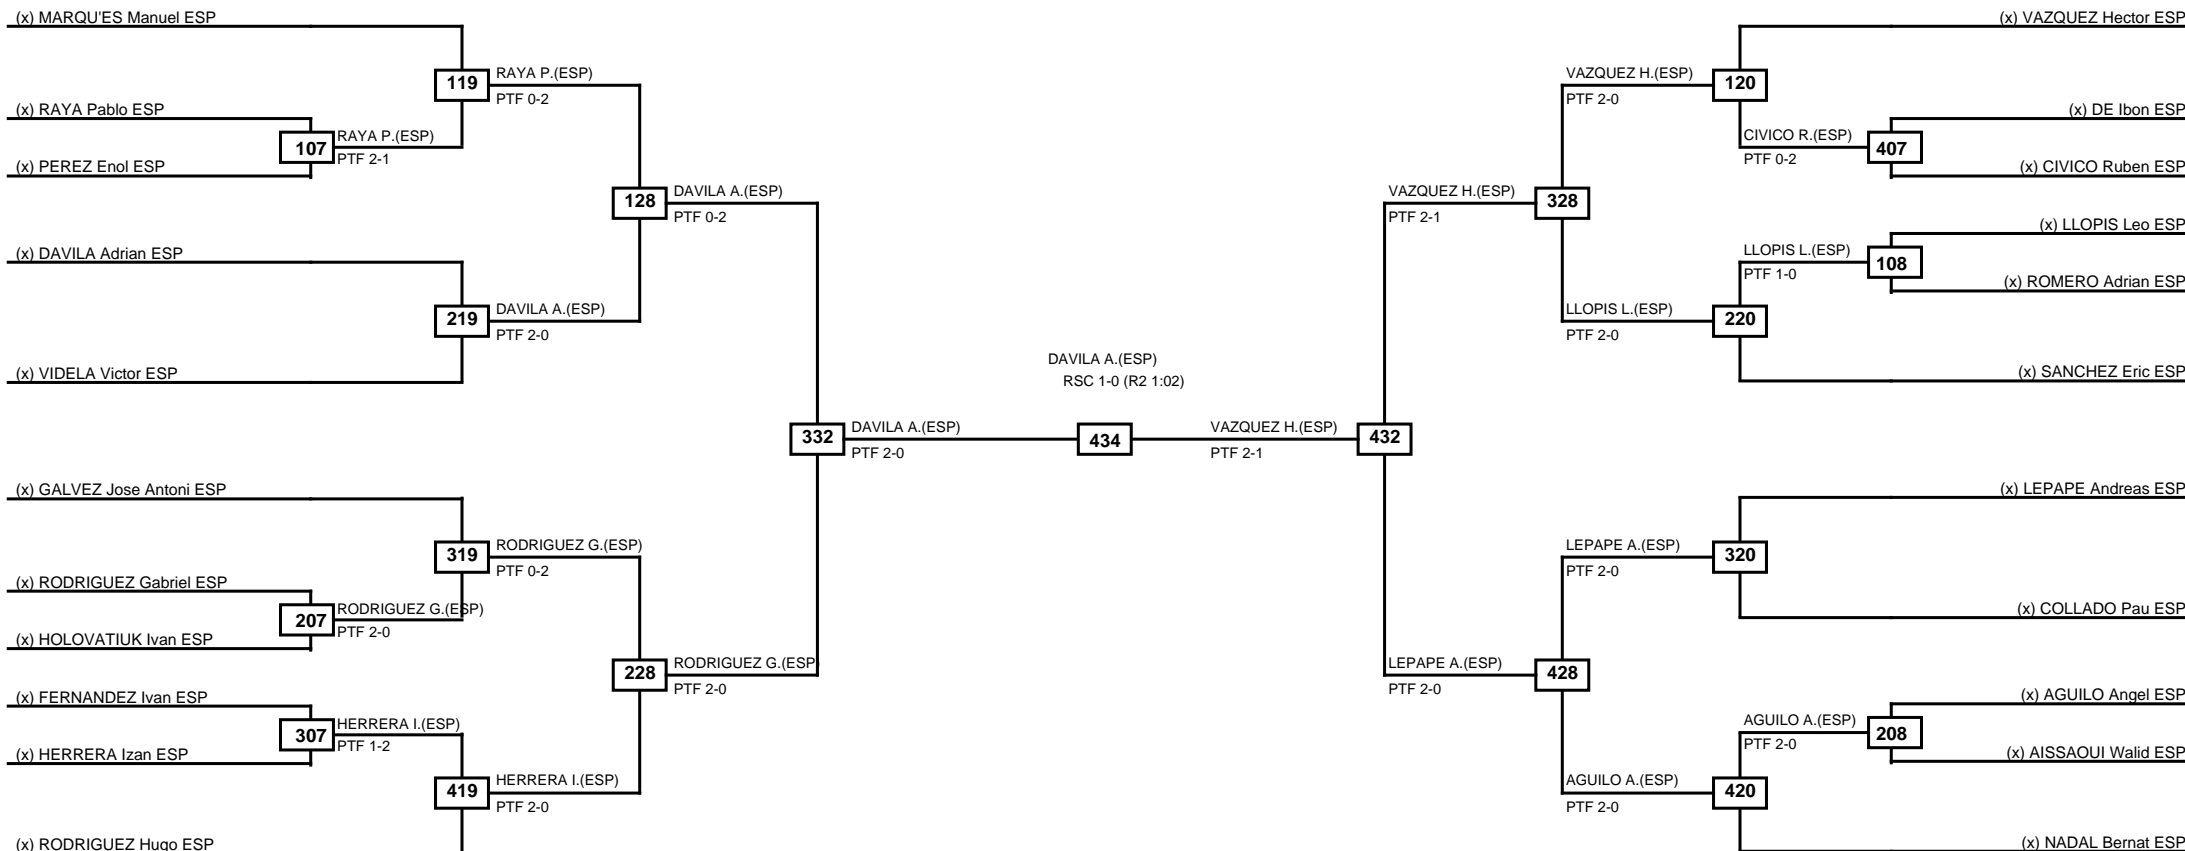 (x) MARQU'ES Manuel ESP
119
RAYA P.(ESP)
PTF 0-2
(x) RAYA Pablo ESP
107
RAYA P.(ESP)
PTF 2-1
(x) PEREZ Enol ESP
128
DAVILA A.(ESP)
PTF 0-2
(x) DAVILA Adrian ESP
219
DAVILA A.(ESP)
PTF 2-0
(x) VIDELA Victor ESP
332
DAVILA A.(ESP)
PTF 2-0
(x) GALVEZ Jose Antoni ESP
319
RODRIGUEZ G.(ESP)
PTF 0-2
(x) RODRIGUEZ Gabriel ESP
207
RODRIGUEZ G.(ESP)
PTF 2-0
(x) HOLOVATIUK Ivan ESP
228
RODRIGUEZ G.(ESP)
PTF 2-0
(x) FERNANDEZ Ivan ESP
307
HERRERA I.(ESP)
PTF 1-2
(x) HERRERA Izan ESP
419
HERRERA I.(ESP)
PTF 2-0
(x) RODRIGUEZ Hugo ESP
DAVILA A.(ESP)
RSC 1-0 (R2 1:02)
434
(x) VAZQUEZ Hector ESP
VAZQUEZ H.(ESP)
PTF 2-0
120
(x) DE Ibon ESP
CIVICO R.(ESP)
PTF 0-2
407
(x) CIVICO Ruben ESP
VAZQUEZ H.(ESP)
PTF 2-1
328
(x) LLOPIS Leo ESP
LLOPIS L.(ESP)
PTF 1-0
108
(x) ROMERO Adrian ESP
LLOPIS L.(ESP)
PTF 2-0
220
(x) SANCHEZ Eric ESP
VAZQUEZ H.(ESP)
PTF 2-1
432
(x) LEPAPE Andreas ESP
LEPAPE A.(ESP)
PTF 2-0
320
(x) COLLADO Pau ESP
LEPAPE A.(ESP)
PTF 2-0
428
(x) AGUILO Angel ESP
AGUILO A.(ESP)
PTF 2-0
208
(x) AISSAOUI Walid ESP
AGUILO A.(ESP)
PTF 2-0
420
(x) NADAL Bernat ESP